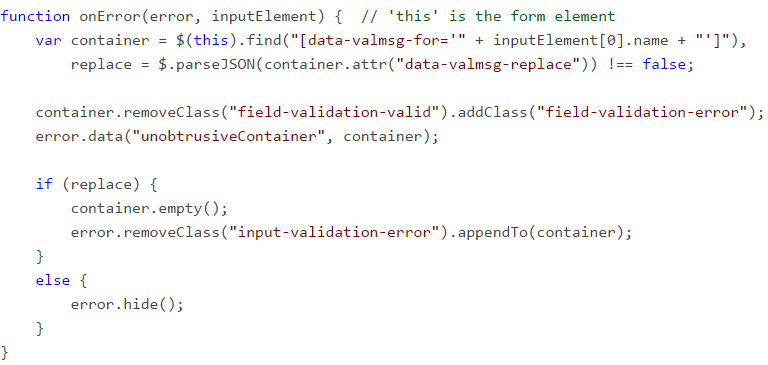 function onError(error, inputElement) {  // 'this' is the form element
    var container = $(this).find("[data-valmsg-for='" + inputElement[0].name + "']"),
        replace = $.parseJSON(container.attr("data-valmsg-replace")) !== false;

    container.removeClass("field-validation-valid").addClass("field-validation-error");
    error.data("unobtrusiveContainer", container);

    if (replace) {
        container.empty();
        error.removeClass("input-validation-error").appendTo(container);
    }
    else {
        error.hide();
    }
}